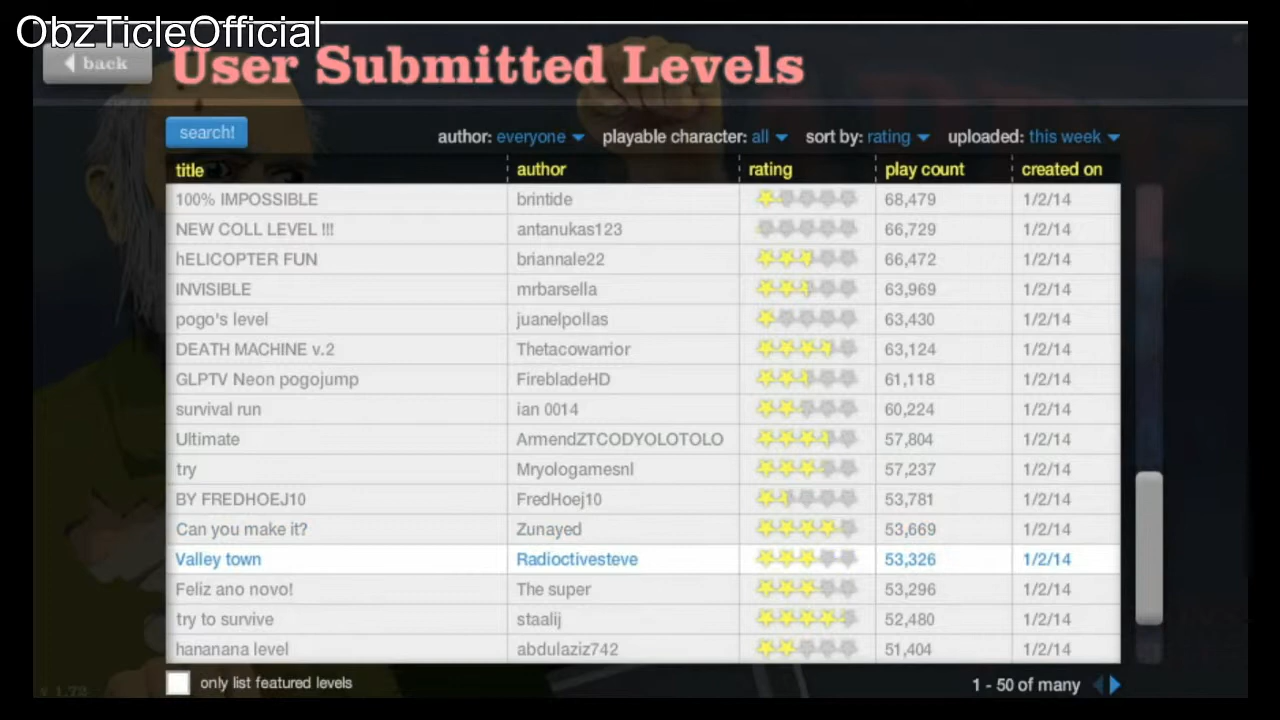 ObzTicleOfficial
back
User Submitted Levels
search!
author: everyone playable character: all sort by: rating uploaded: this week
title author rating play count created on
100% IMPOSSIBLE brintide 68,479 1/2/14
NEW COLL LEVEL !!! antanukas123 66,729 1/2/14
hELICOPTER FUN briannale22 66,472 1/2/14
INVISIBLE mrbarsella 63,969 1/2/14
pogo's level juanelpollas 63,430 1/2/14
DEATH MACHINE v.2 Thetacowarrior 63,124 1/2/14
GLPTV Neon pogojump FirebladeHD 61,118 1/2/14
survival run ian 0014 60,224 1/2/14
Ultimate ArmendZTCODYOLOTOLO 57,804 1/2/14
try Mryologamesnl 57,237 1/2/14
BY FREDHOEJ10 FredHoej10 53,781 1/2/14
Can you make it? Zunayed 53,669 1/2/14
Valley town Radioctivesteve 53,326 1/2/14
Feliz ano novo! The super 53,296 1/2/14
try to survive staalij 52,480 1/2/14
hananana level abdulaziz742 51,404 1/2/14
only list featured levels
1 - 50 of many
v 1.72